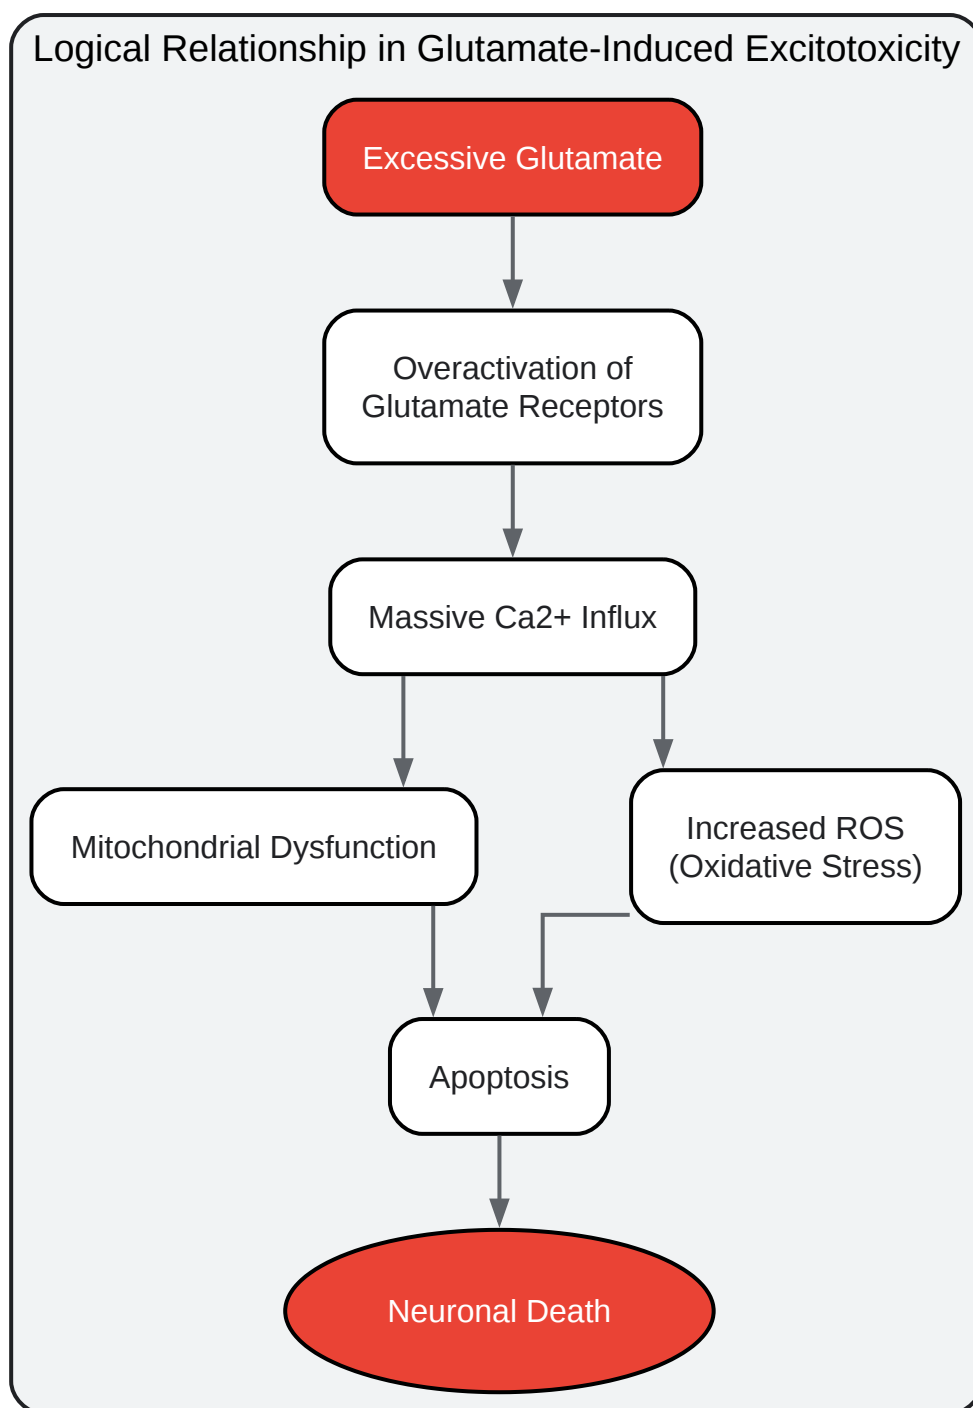 Logical Relationship in Glutamate-Induced Excitotoxicity
Excessive Glutamate
Overactivation of
Glutamate Receptors
Massive Ca2+ Influx
Mitochondrial Dysfunction
Increased ROS
(Oxidative Stress)
Apoptosis
Neuronal Death